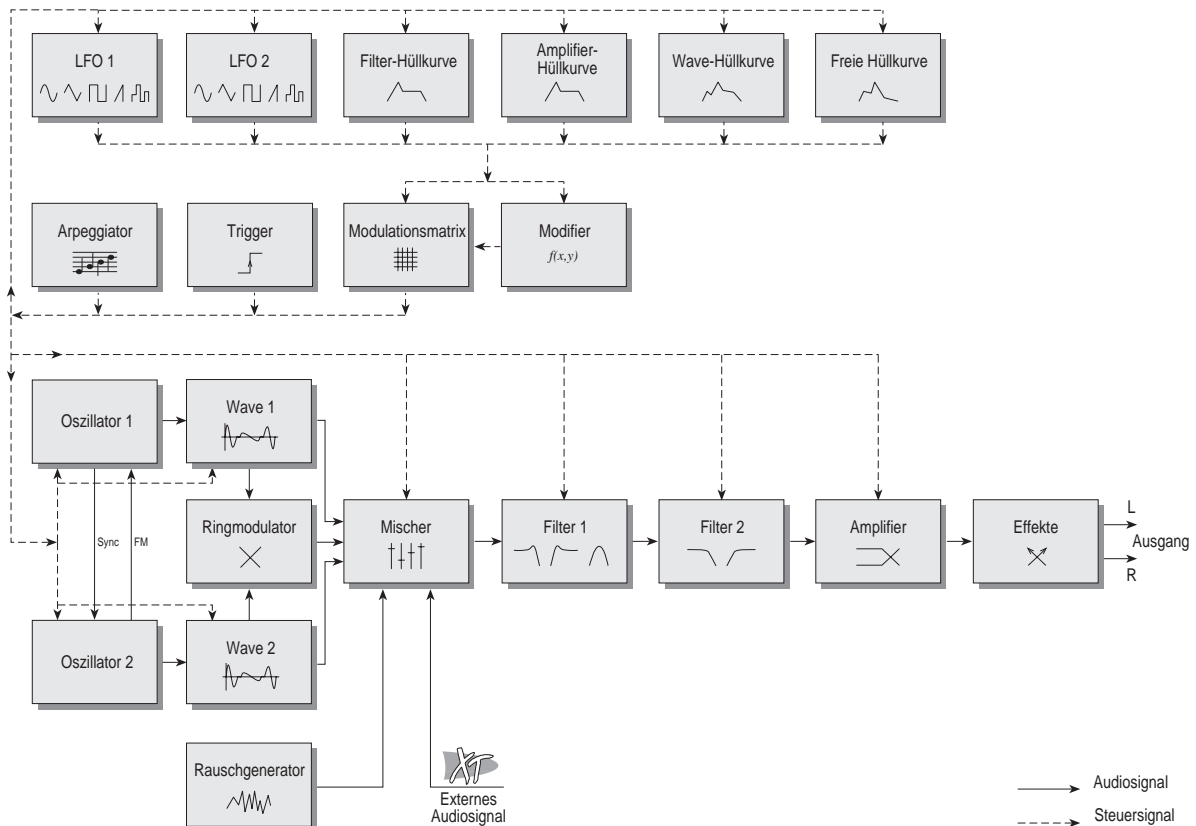 LFO 1
LFO 2
Filter-Hüllkurve
Amplifier-
Hüllkurve
Wave-Hüllkurve
Freie Hüllkurve
Arpeggiator
Trigger
Modulationsmatrix
Modifier
f(x,y)
Oszillator 1
Wave 1
Sync
FM
Ringmodulator
Mischer
Filter 1
Filter 2
Amplifier
Effekte
L
Ausgang
R
Oszillator 2
Wave 2
Rauschgenerator
XT
Externes
Audiosignal
Audiosignal
Steuersignal